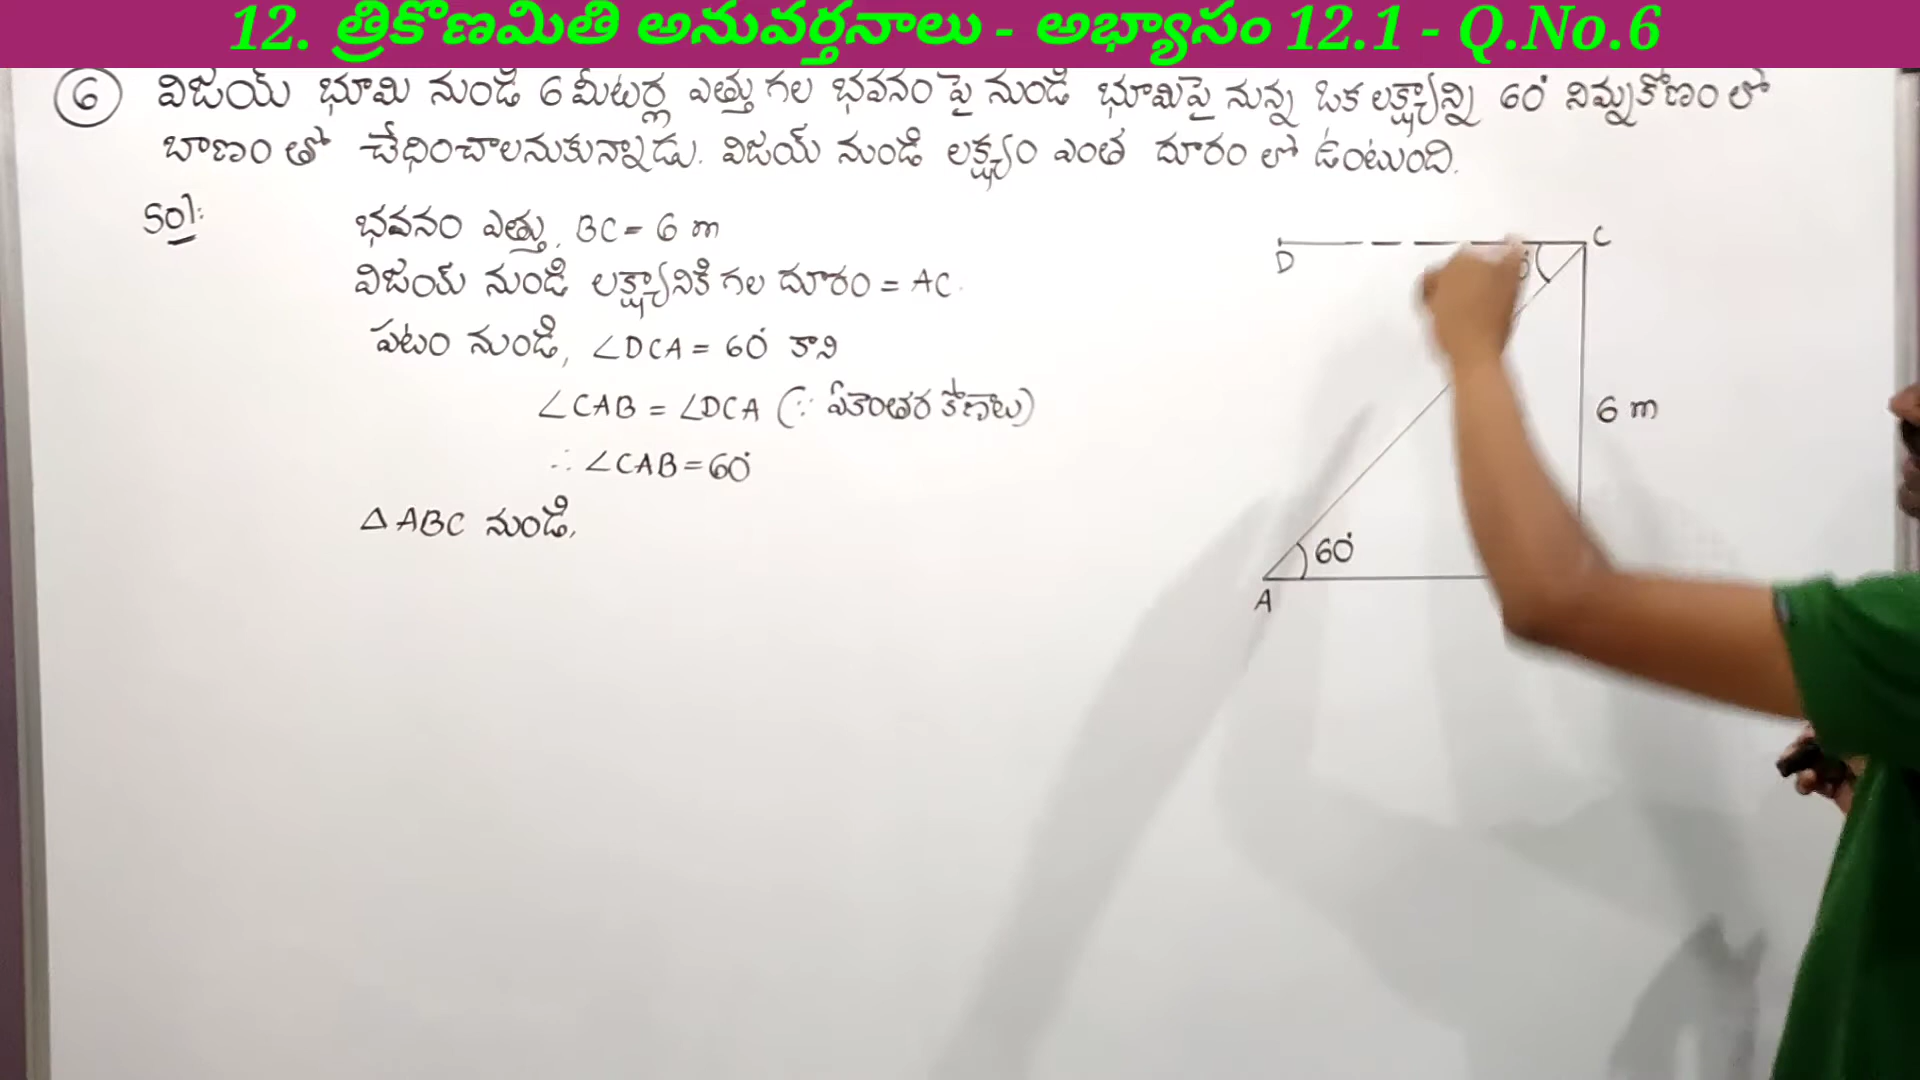 12. త్రికోణమితి అనువర్తనాలు - అభ్యాసం 12.1 - Q.No.6
6 విజయ్ భూమి నుండి 6 మీటర్ల ఎత్తు గల భవనం పై నుండి భూమిపై నున్న ఒక లక్ష్యాన్ని 60° నిమ్నకోణం లో
బాణం తో చేధించాలనుకున్నాడు. విజయ్ నుండి లక్ష్యం ఎంత దూరం లో ఉంటుంది.
Sol:
భవనం ఎత్తు, BC = 6 m
విజయ్ నుండి లక్ష్యానికి గల దూరం = AC.
పటం నుండి, ∠DCA = 60° కాని
∠CAB = ∠DCA (∵ ఏకాంతర కోణాలు)
∴ ∠CAB = 60°
△ ABC నుండి,
D
C
6 m
60°
A